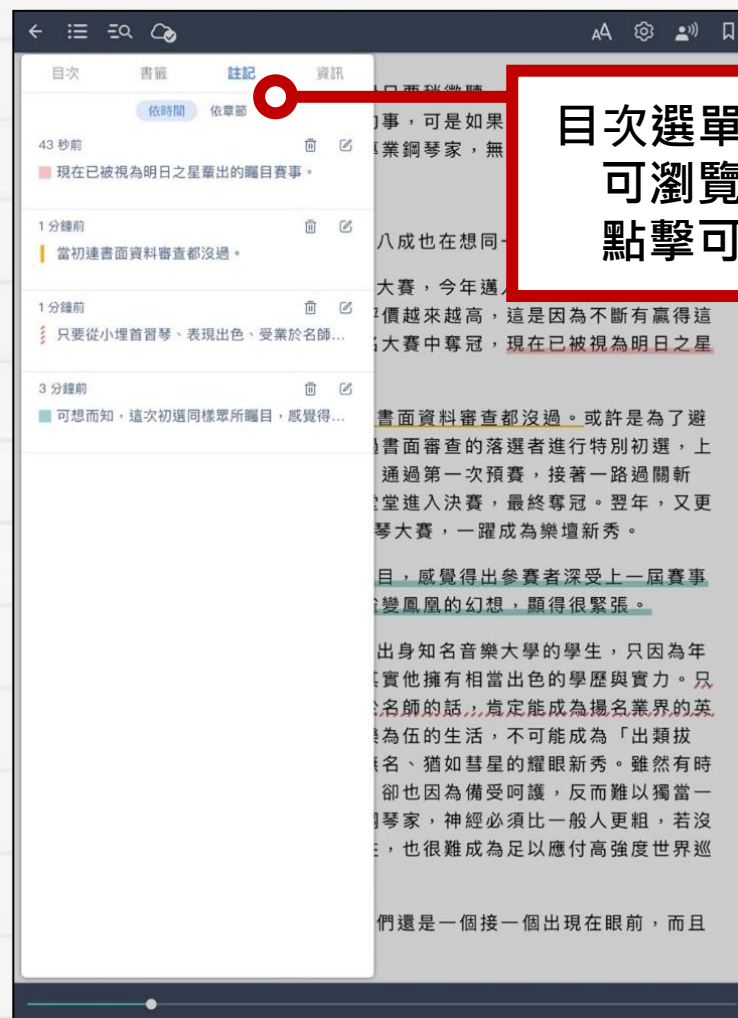 AA
目次 書籤 註記 資訊
依時間 依章節
43 秒前
現在已被視為明日之星輩出的矚目賽事。
1 分鐘前
當初連書面資料審查都沒過。
1 分鐘前
只要從小埋首習琴、表現出色、受業於名師…
3 分鐘前
可想而知，這次初選同樣眾所矚目，感覺得…
目次選單
可瀏覽
點擊可
事，可是如果
業鋼琴家，無
八成也在想同
大賽，今年邁
價越來越高，這是因為不斷有贏得這
大賽中奪冠，現在已被視為明日之星
書面資料審查都沒過。或許是為了避
書面審查的落選者進行特別初選，上
通過第一次預賽，接著一路過關斬
堂進入決賽，最終奪冠。翌年，又更
琴大賽，一躍成為樂壇新秀。
目，感覺得出參賽者深受上一屆賽事
變鳳凰的幻想，顯得很緊張。
出身知名音樂大學的學生，只因為年
實他擁有相當出色的學歷與實力。只
名師的話，肯定能成為揚名業界的英
為伍的生活，不可能成為「出類拔
名、猶如彗星的耀眼新秀。雖然有時
卻也因為備受呵護，反而難以獨當一
琴家，神經必須比一般人更粗，若沒
，也很難成為足以應付高強度世界巡
們還是一個接一個出現在眼前，而且